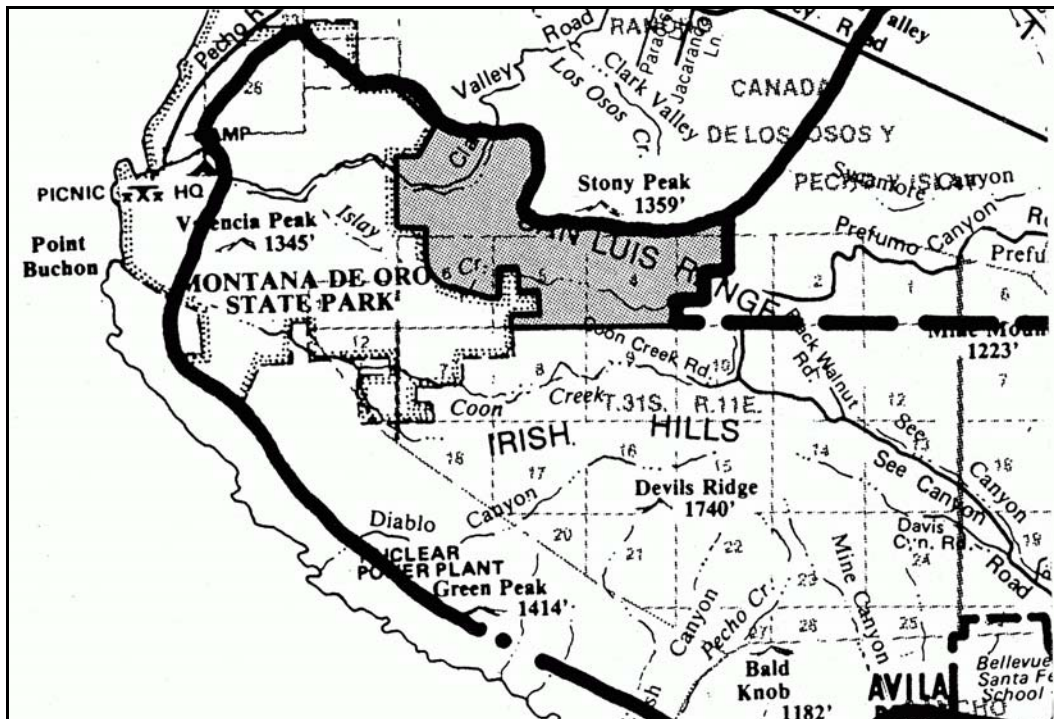 Pecho R
Road
RANCHO
Valley
Road
Valley
Los Osos
Cr.
Clark Valley
Jacaranda
Ln.
CANADA
DE LOS OSOS Y
26
PICNIC
HQ
Stony Peak
1359'
Sycamore Canyon
Prefumo Canyon
Prefu
Valencia Peak
1345'
Islay
Cr.
Point
Buchon
SAN LUIS RANGE
MONTANA DE ORO
STATE PARK
6
5
4
2
1
6
Mine Moun
1223'
12
7
8
9
10
7
Coon Creek Rd.
Black Walnut
Rd.
Coon
Creek
T.31S. R.11E.
12
IRISH HILLS
18
17
16
15
14
13
18
See
Canyon
See Canyon
Road
Devils Ridge
1740'
Davis
Cyn. Rd.
Diablo
Canyon
20
21
22
23
24
19
NUCLEAR
POWER PLANT
Green Peak
1414'
Mine Canyon
Canyon
Pecho Cr.
27
26
25
Bald
Knob
1182'
AVILA
Bellevue
Santa Fe
School